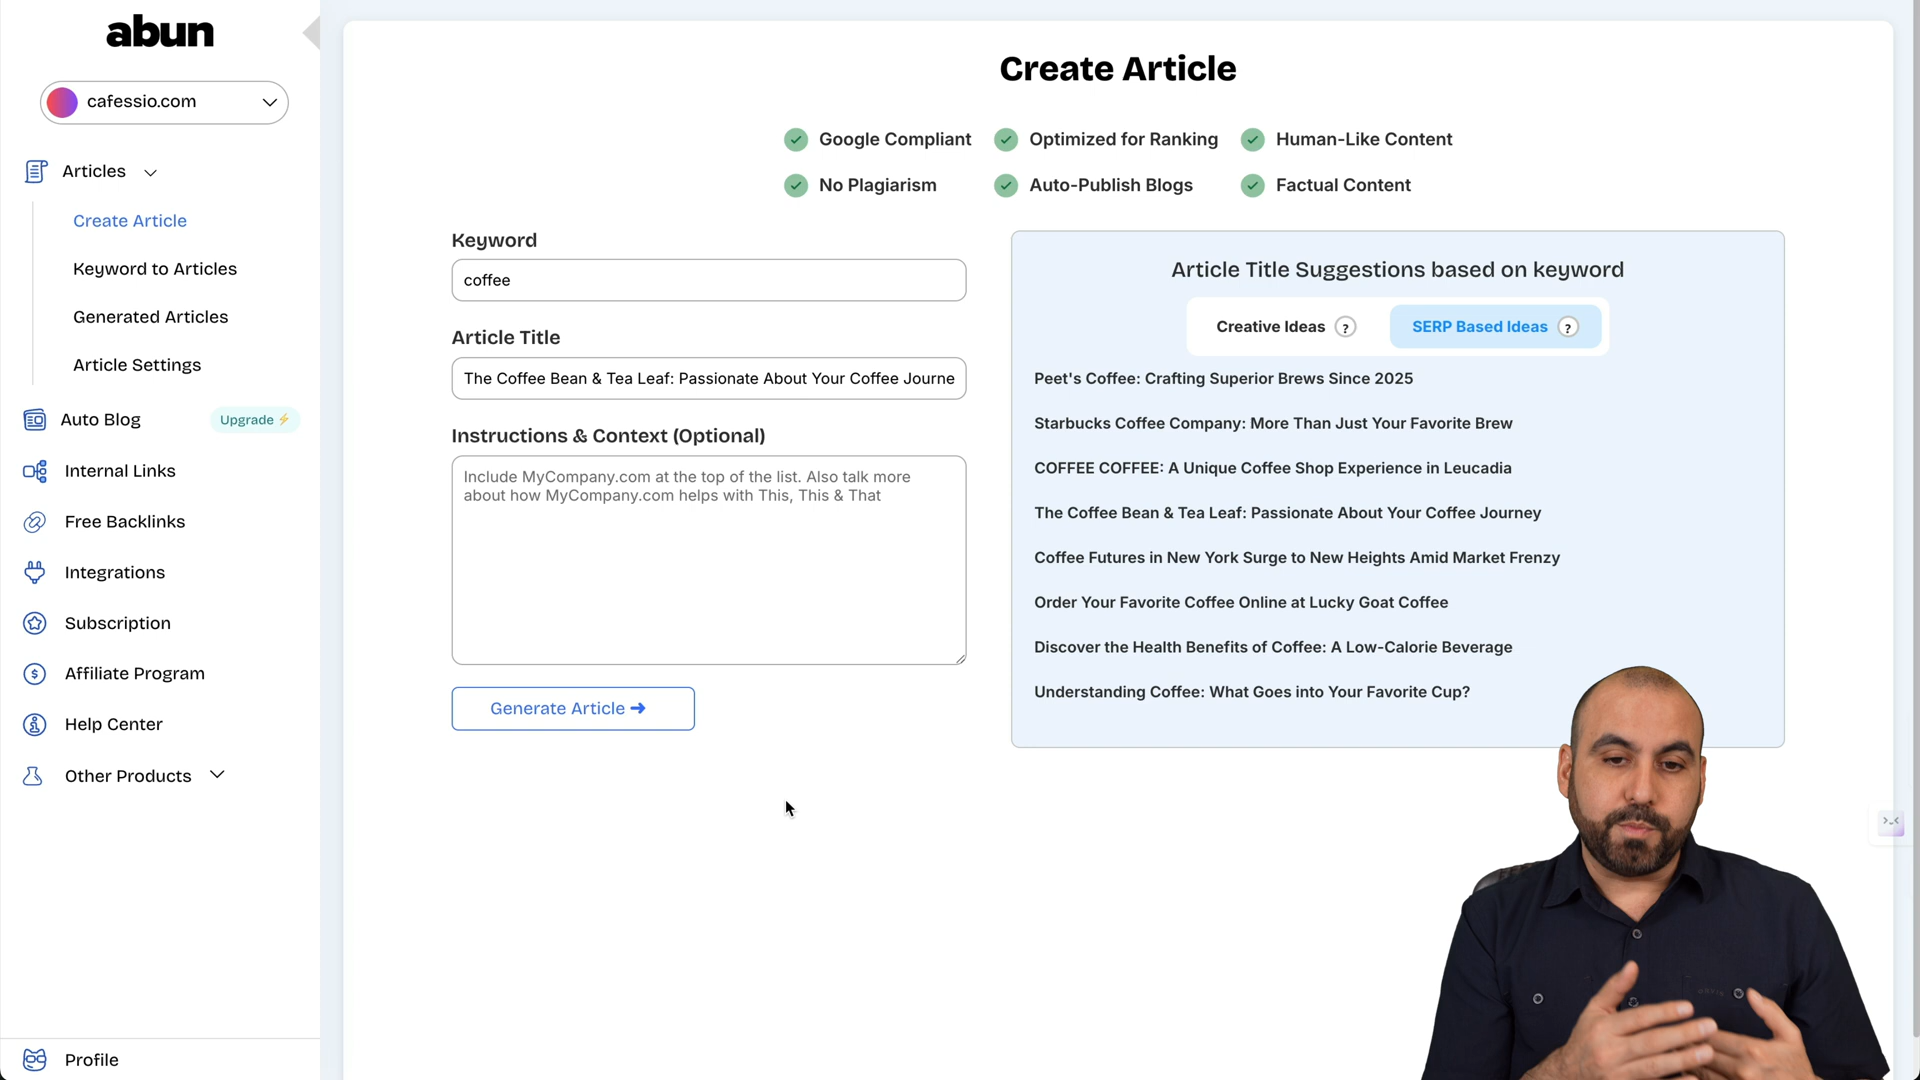 abun
cafessio.com
Articles
Create Article
Keyword to Articles
Generated Articles
Article Settings
Auto Blog
Upgrade
Internal Links
Free Backlinks
Integrations
Subscription
Affiliate Program
Help Center
Other Products
Profile
Create Article
Google Compliant
Optimized for Ranking
Human-Like Content
No Plagiarism
Auto-Publish Blogs
Factual Content
Keyword
coffee
Article Title
The Coffee Bean & Tea Leaf: Passionate About Your Coffee Journe
Instructions & Context (Optional)
Include MyCompany.com at the top of the list. Also talk more
about how MyCompany.com helps with This, This & That
Generate Article
Article Title Suggestions based on keyword
Creative Ideas ?
SERP Based Ideas ?
Peet's Coffee: Crafting Superior Brews Since 2025
Starbucks Coffee Company: More Than Just Your Favorite Brew
COFFEE COFFEE: A Unique Coffee Shop Experience in Leucadia
The Coffee Bean & Tea Leaf: Passionate About Your Coffee Journey
Coffee Futures in New York Surge to New Heights Amid Market Frenzy
Order Your Favorite Coffee Online at Lucky Goat Coffee
Discover the Health Benefits of Coffee: A Low-Calorie Beverage
Understanding Coffee: What Goes into Your Favorite Cup?